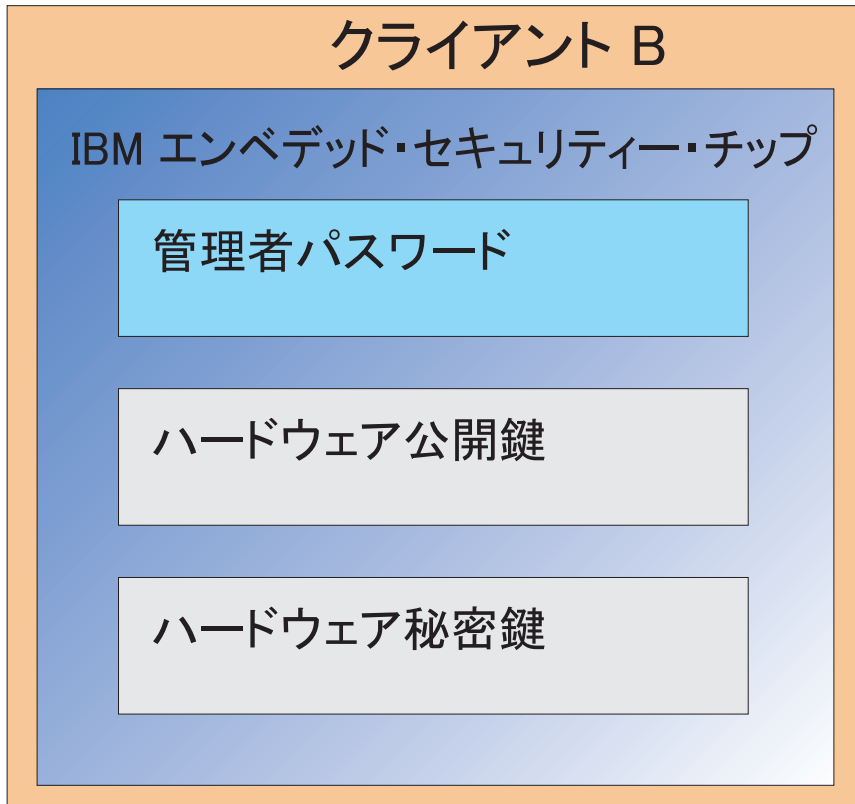 クライアント B
IBM エンベデッド・セキュリティー・チップ
管理者パスワード
ハードウェア公開鍵
ハードウェア秘密鍵